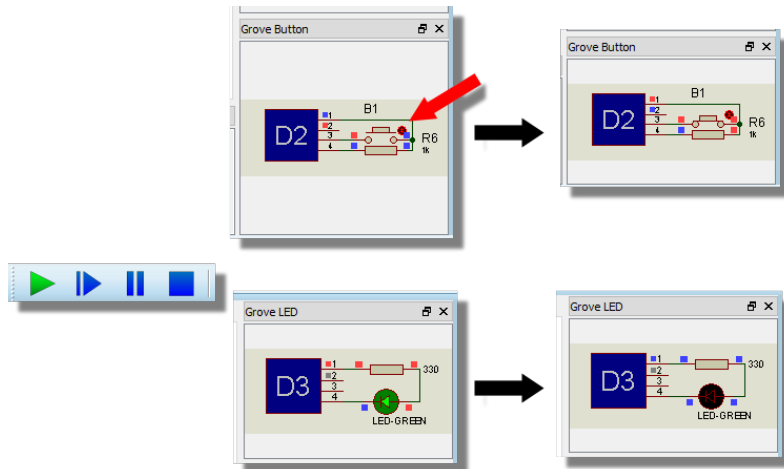 Grove Button
B1
D2
1
2
3
4
R6
1k
Grove Button
B1
D2
1
2
3
4
R6
1k
Grove LED
D3
1
2
3
4
330
LED-GREEN
Grove LED
D3
1
2
3
4
330
LED-GREEN